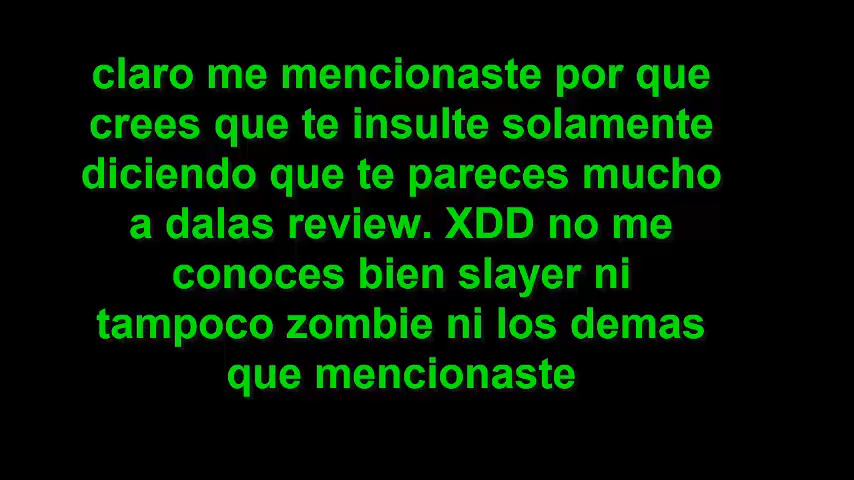 claro me mencionaste por que
crees que te insulte solamente
diciendo que te pareces mucho
a dalas review. XDD no me
conoces bien slayer ni
tampoco zombie ni los demas
que mencionaste